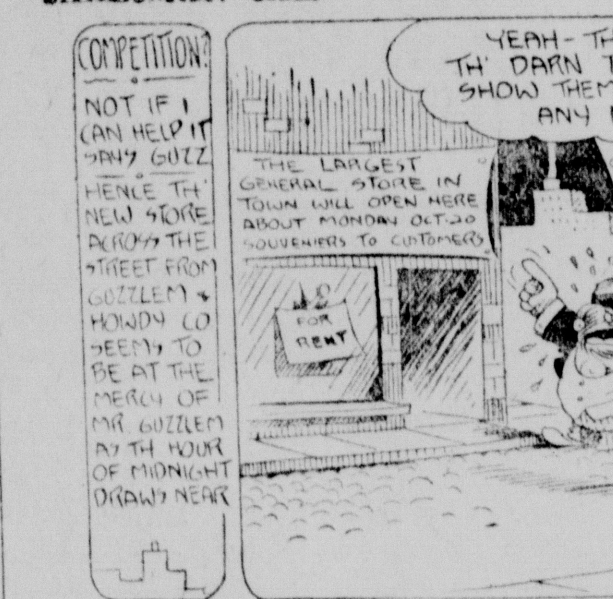 COMPETITION?
NOT IF I
CAN HELP IT
SAYS GUZZ
HENCE TH'
NEW STORE
ACROSS THE
STREET FROM
GUZZLEM &
HOWDY CO
SEEMS TO
BE AT THE
MERCY OF
MR. GUZZLEM
AS TH HOUR
OF MIDNIGHT
DRAWS NEAR
THE LARGEST
GENERAL STORE IN
TOWN WILL OPEN HERE
ABOUT MONDAY OCT-20
SOUVENIERS TO CUSTOMERS
FOR
RENT
YEAH - TH
TH' DARN T
SHOW THEM
ANY